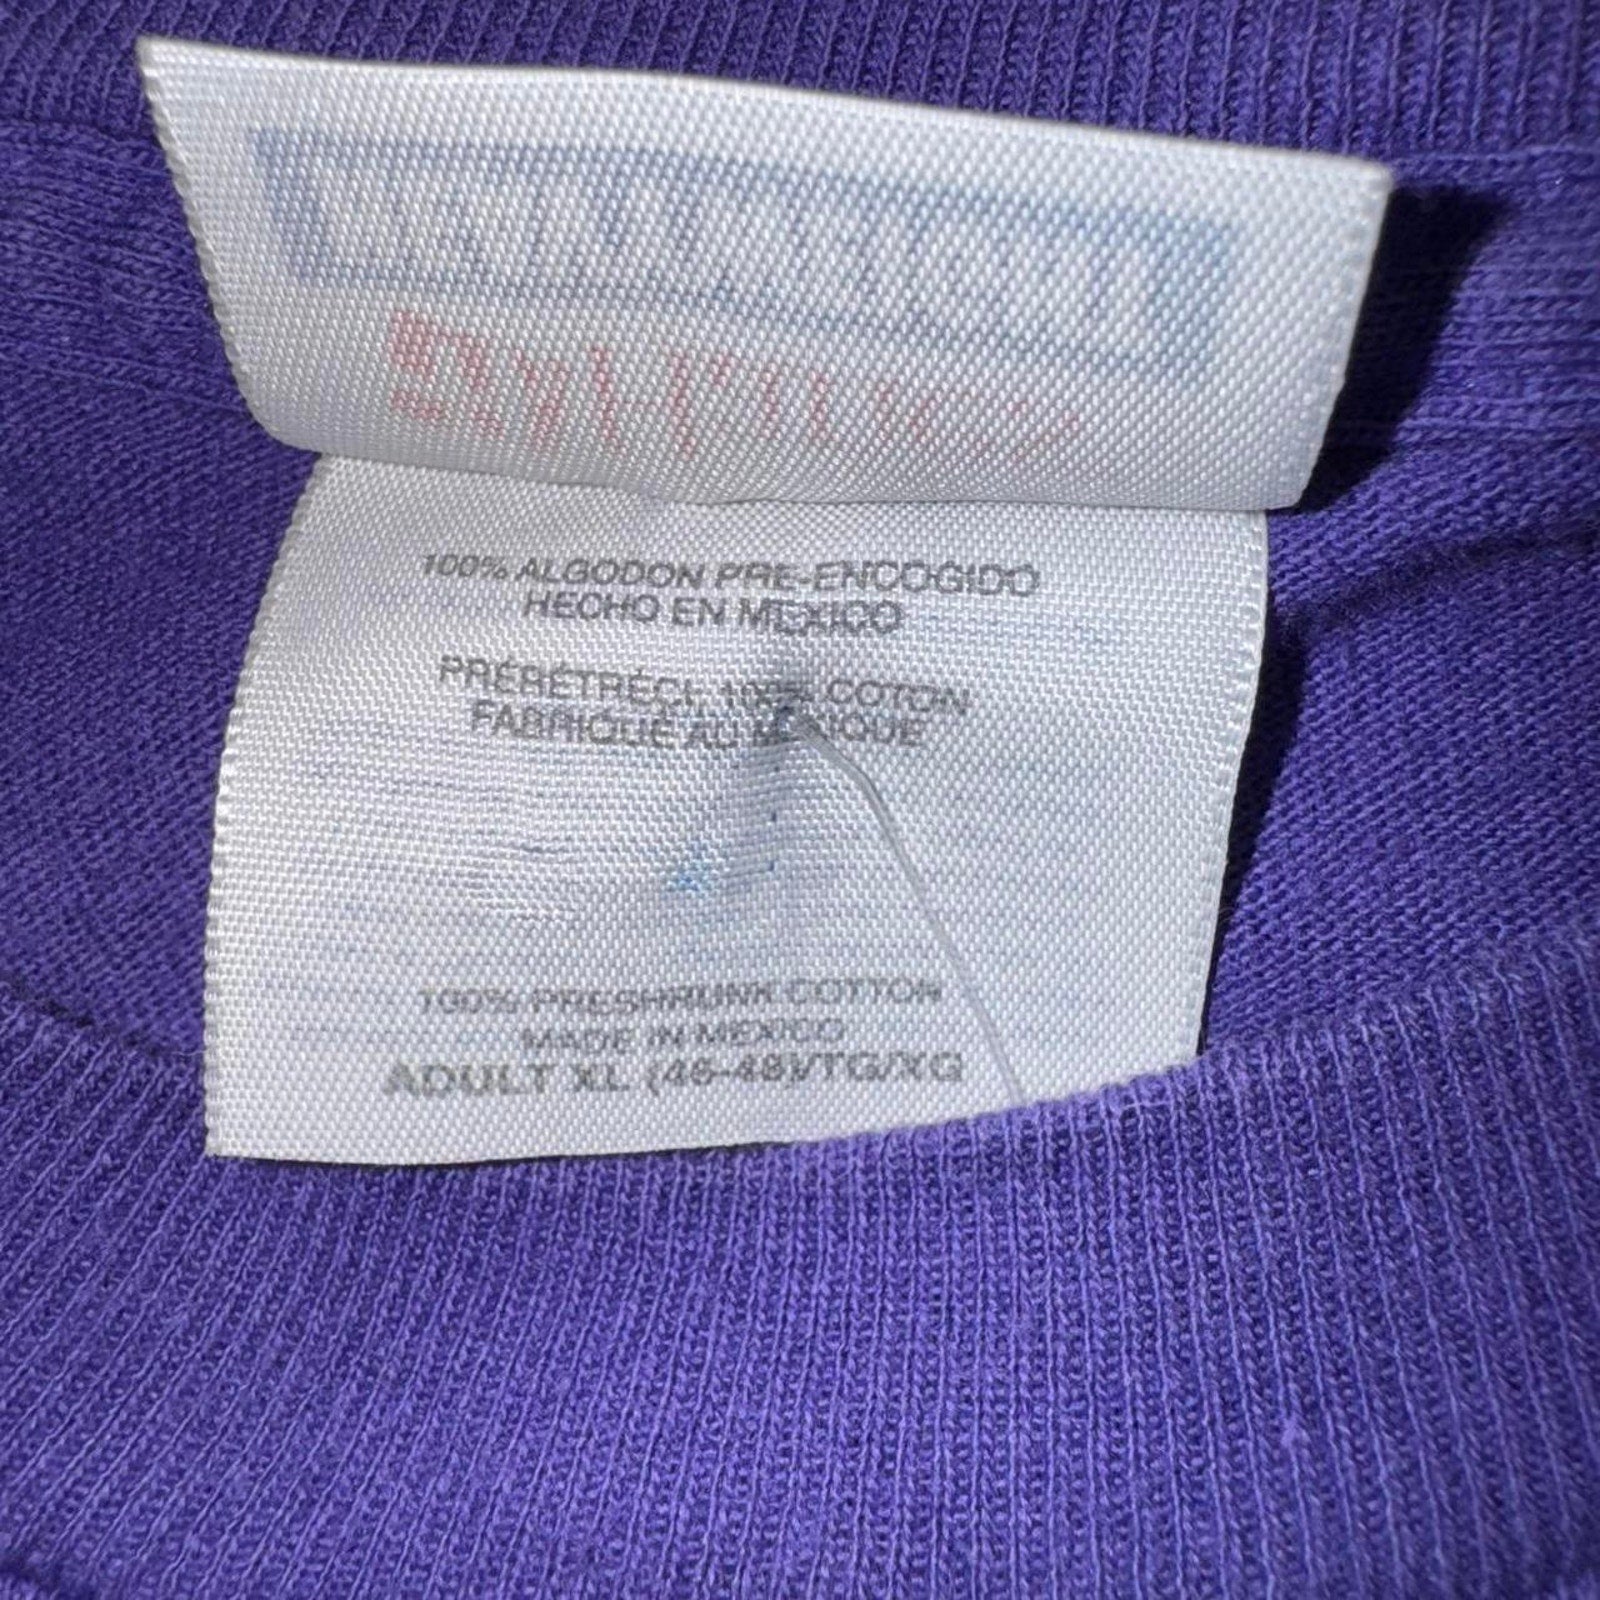 100% ALGODON PRE-ENCOGIDO
HECHO EN MEXICO
PRÉRÉTRÉCI, 100% COTON
FABRIQUÉ AU MEXIQUE
100% PRESHRUNK COTTON
MADE IN MEXICO
ADULT XL (46-48)/TG/XG